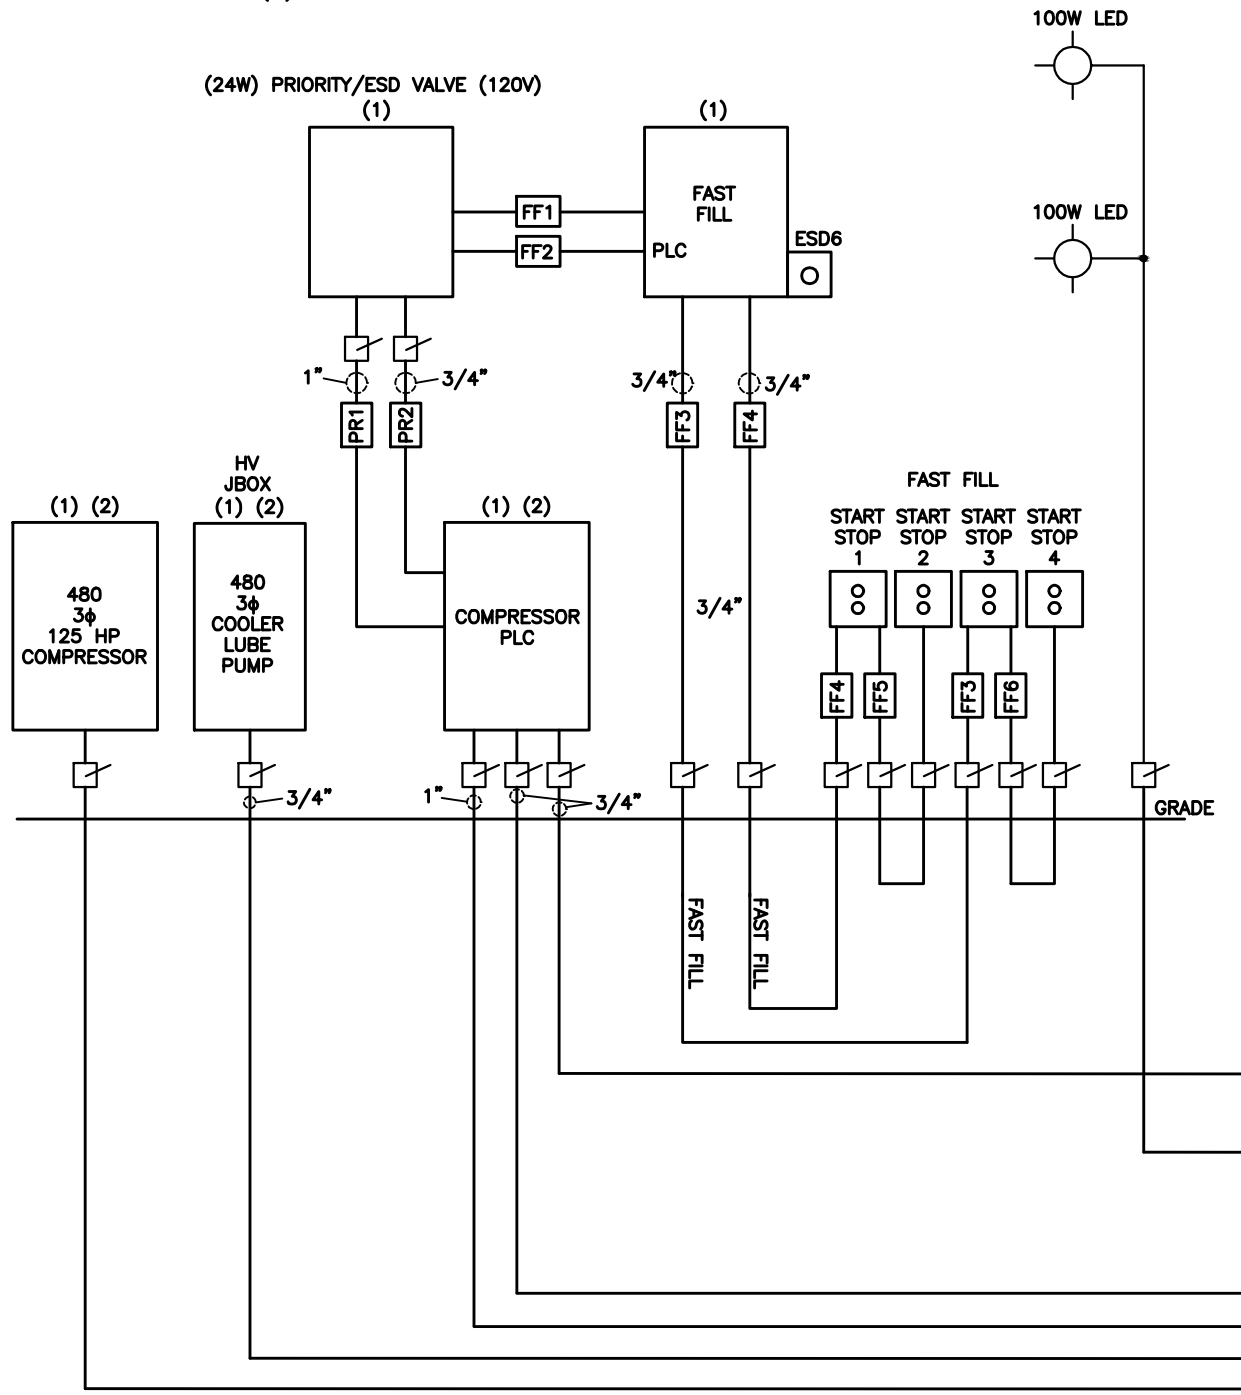 100W LED
(24W) PRIORITY/ESD VALVE (120V)
(1)
(1)
FAST
FILL
PLC
FF1
FF2
ESD6
100W LED
1"
3/4"
3/4"
3/4"
PR1
PR2
FF3
FF4
HV
JBOX
(1) (2)
(1) (2)
(1) (2)
480
3ϕ
125 HP
COMPRESSOR
480
3ϕ
COOLER
LUBE
PUMP
COMPRESSOR
PLC
3/4"
FAST FILL
START START START START
STOP STOP STOP STOP
1 2 3 4
FF4
FF5
FF3
FF6
3/4"
1"
3/4"
GRADE
FAST FILL
FAST FILL